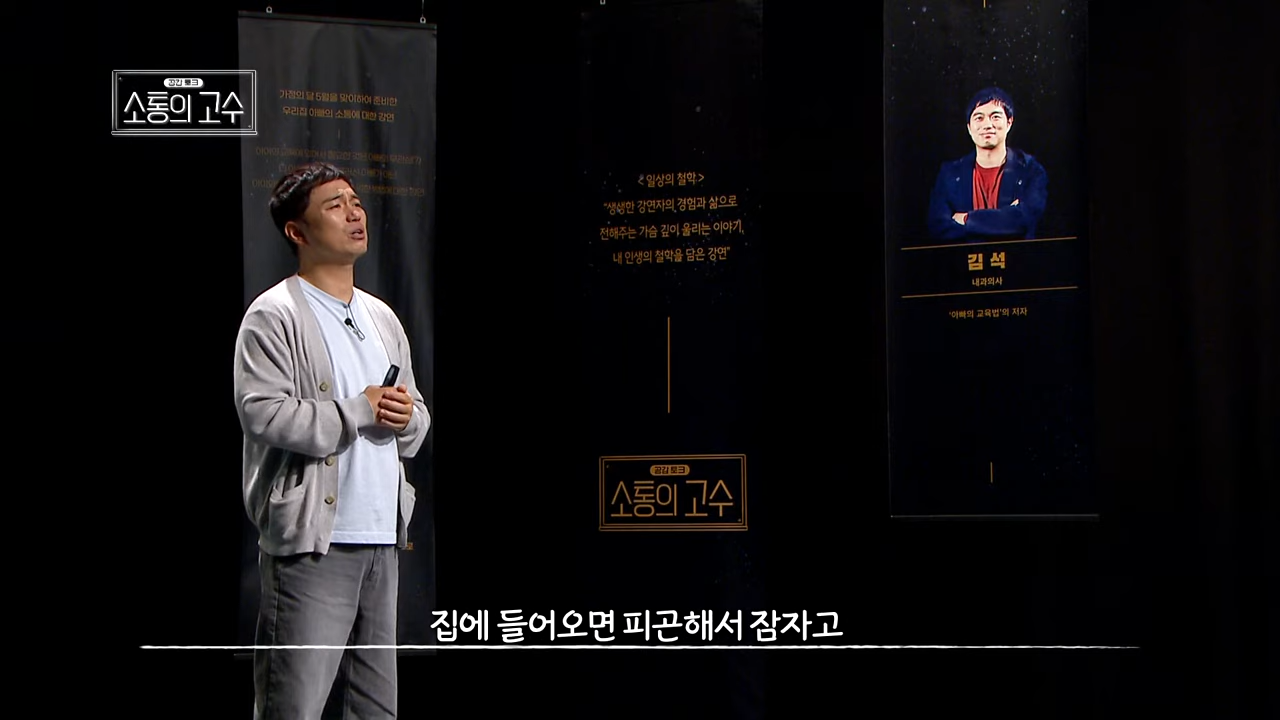 공감 토크
소통의 고수
가정의 달 5월을 맞이하여 준비한
우리집 아빠의 소통에 대한 강연
<일상의 철학>
"생생한 강연자의 경험과 삶으로
전해주는 가슴 깊이 울리는 이야기,
내 인생의 철학을 담은 강연"
공감 토크
소통의 고수
김 석
내과의사
'아빠의 교육법'의 저자
집에 들어오면 피곤해서 잠자고